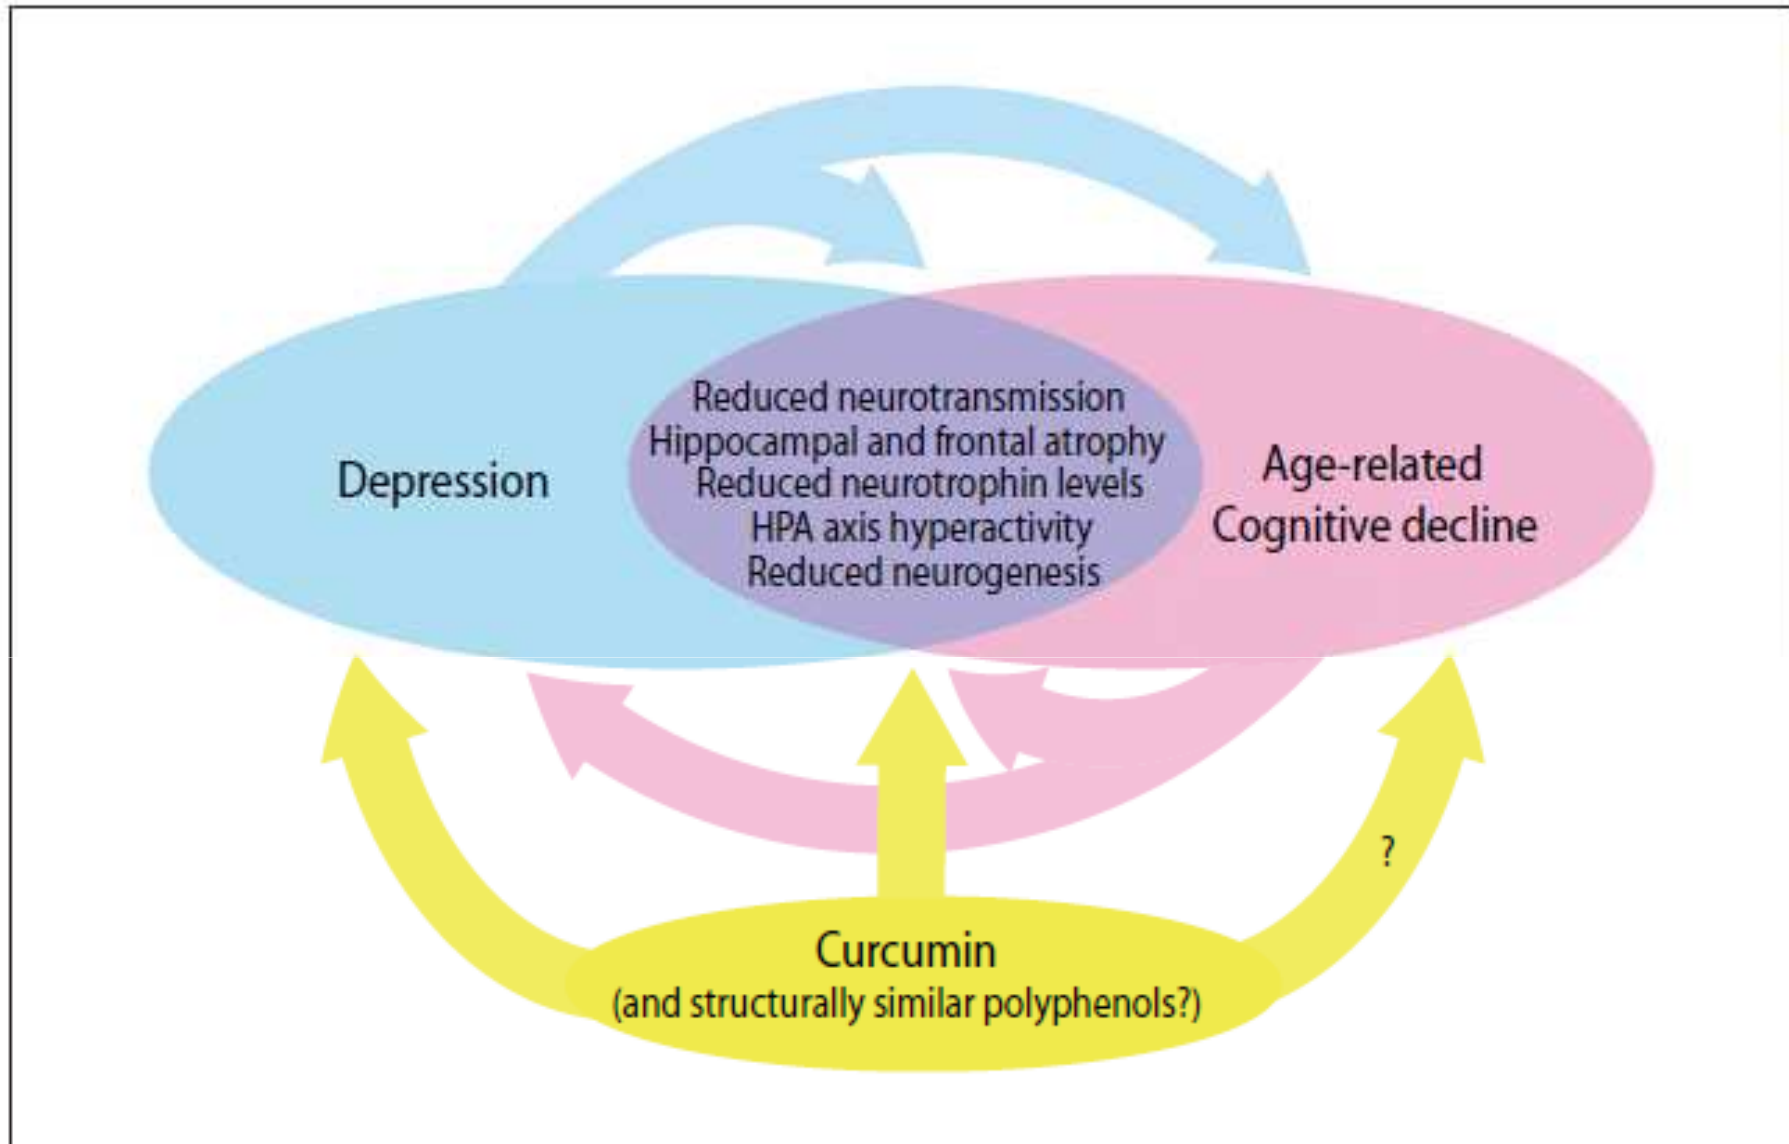 Depression
Reduced neurotransmission
Hippocampal and frontal atrophy
Reduced neurotrophin levels
HPA axis hyperactivity
Reduced neurogenesis
Age-related
Cognitive decline
?
Curcumin
(and structurally similar polyphenols?)